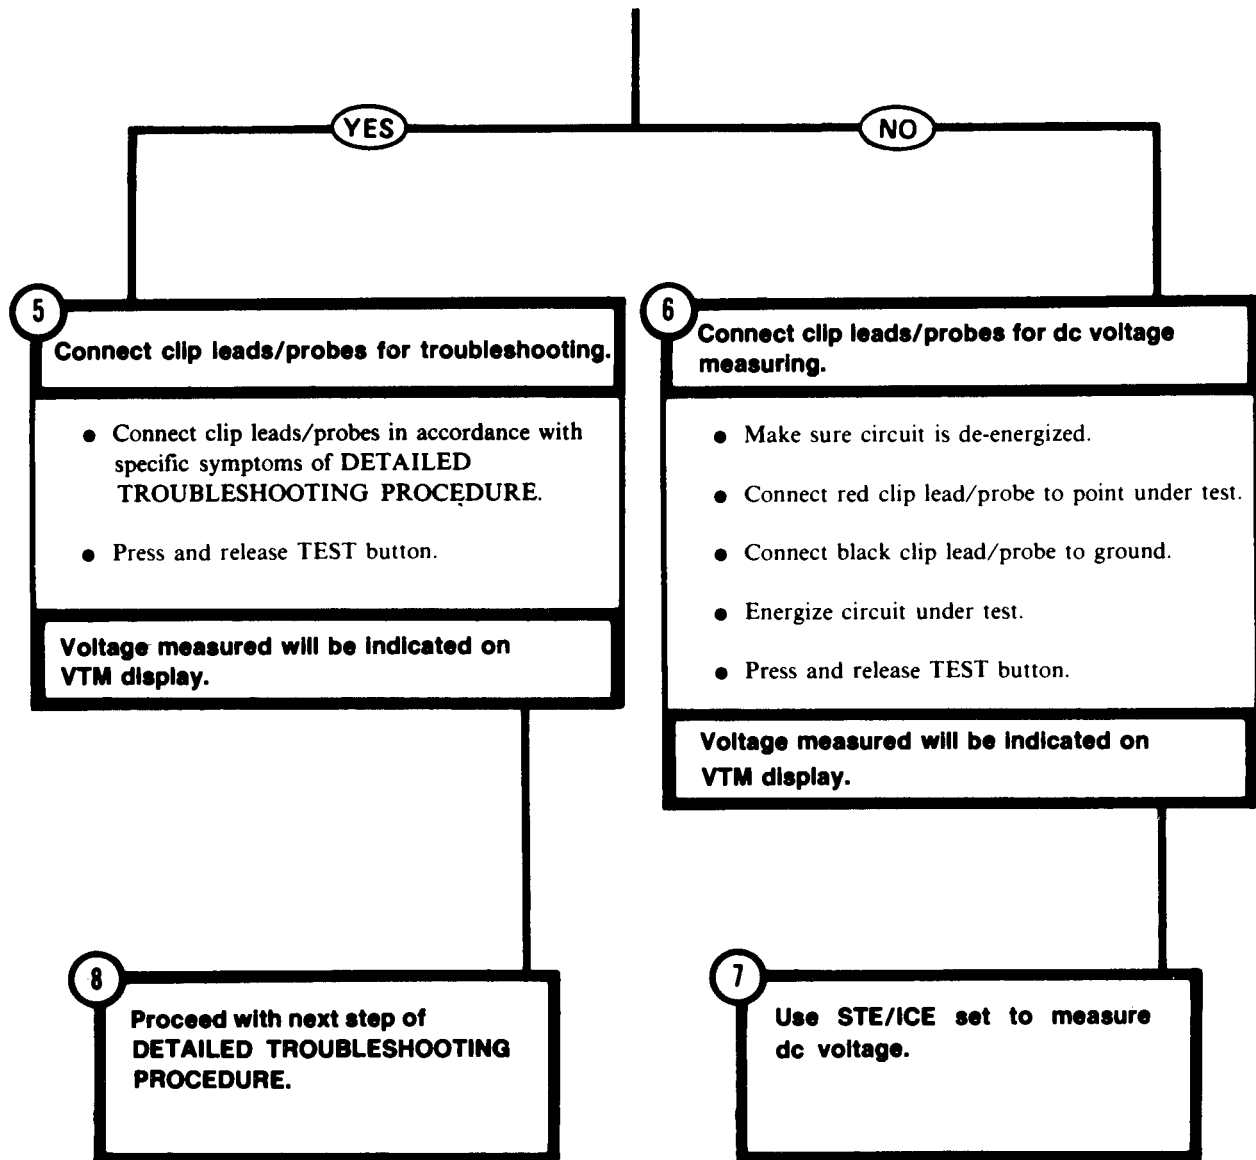 YES
NO
5
Connect clip leads/probes for troubleshooting.
● Connect clip leads/probes in accordance with
specific symptoms of DETAILED
TROUBLESHOOTING PROCEDURE.
● Press and release TEST button.
Voltage measured will be indicated on
VTM display.
6
Connect clip leads/probes for dc voltage
measuring.
● Make sure circuit is de-energized.
● Connect red clip lead/probe to point under test.
● Connect black clip lead/probe to ground.
● Energize circuit under test.
● Press and release TEST button.
Voltage measured will be indicated on
VTM display.
8
Proceed with next step of
DETAILED TROUBLESHOOTING
PROCEDURE.
7
Use STE/ICE set to measure
dc voltage.